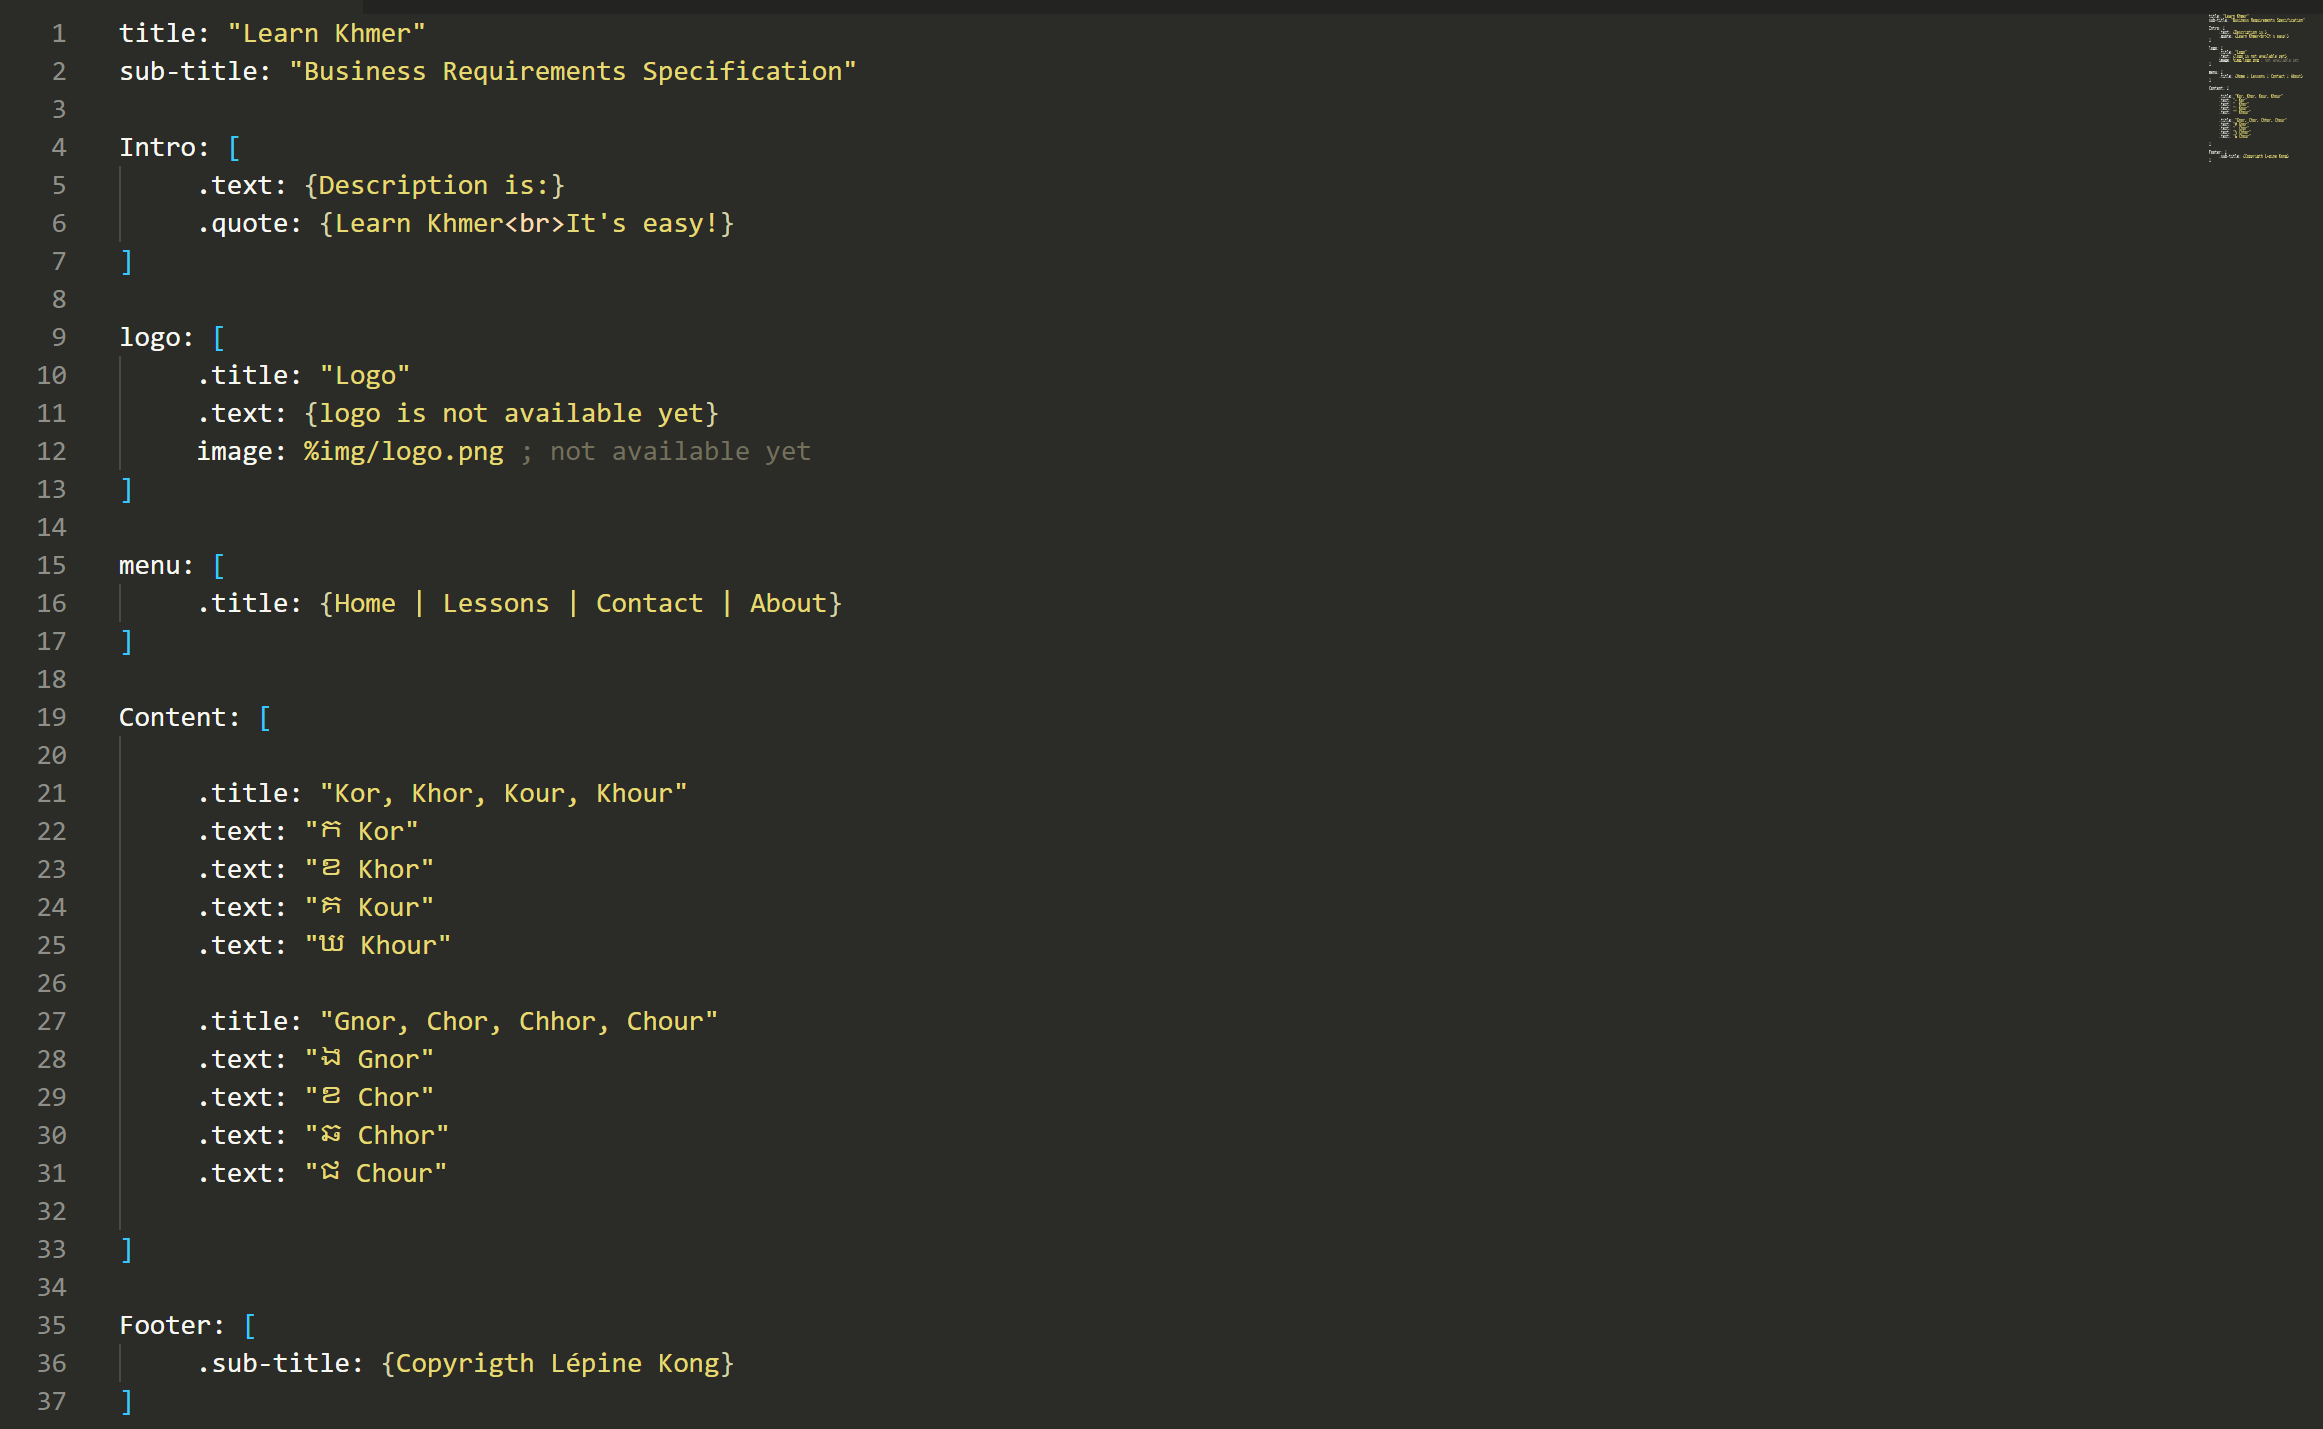 1 title: "Learn Khmer"
2 sub-title: "Business Requirements Specification"
3
4 Intro: [
5 .text: {Description is:}
6 .quote: {Learn Khmer<br>It's easy!}
7 ]
8
9 logo: [
10 .title: "Logo"
11 .text: {logo is not available yet}
12 image: %img/logo.png ; not available yet
13 ]
14
15 menu: [
16 .title: {Home | Lessons | Contact | About}
17 ]
18
19 Content: [
20
21 .title: "Kor, Khor, Kour, Khour"
22 .text: "ក Kor"
23 .text: "ខ Khor"
24 .text: "គ Kour"
25 .text: "ឃ Khour"
26
27 .title: "Gnor, Chor, Chhor, Chour"
28 .text: "ង Gnor"
29 .text: "ខ Chor"
30 .text: "ឆ Chhor"
31 .text: "ជ Chour"
32
33 ]
34
35 Footer: [
36 .sub-title: {Copyrigth Lépine Kong}
37 ]